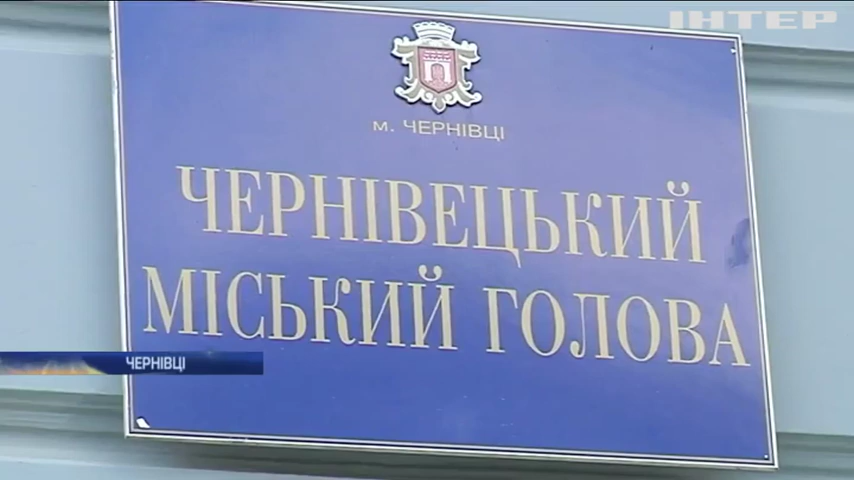 ІНТЕР
м. ЧЕРНІВЦІ
ЧЕРНІВЕЦЬКИЙ
МІСЬКИЙ ГОЛОВА
ЧЕРНІВЦІ